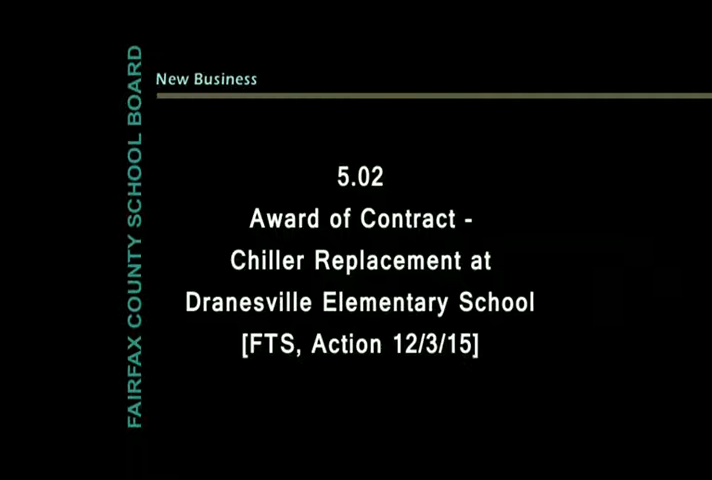 FAIRFAX COUNTY SCHOOL BOARD
New Business
5.02
Award of Contract -
Chiller Replacement at
Dranesville Elementary School
[FTS, Action 12/3/15]